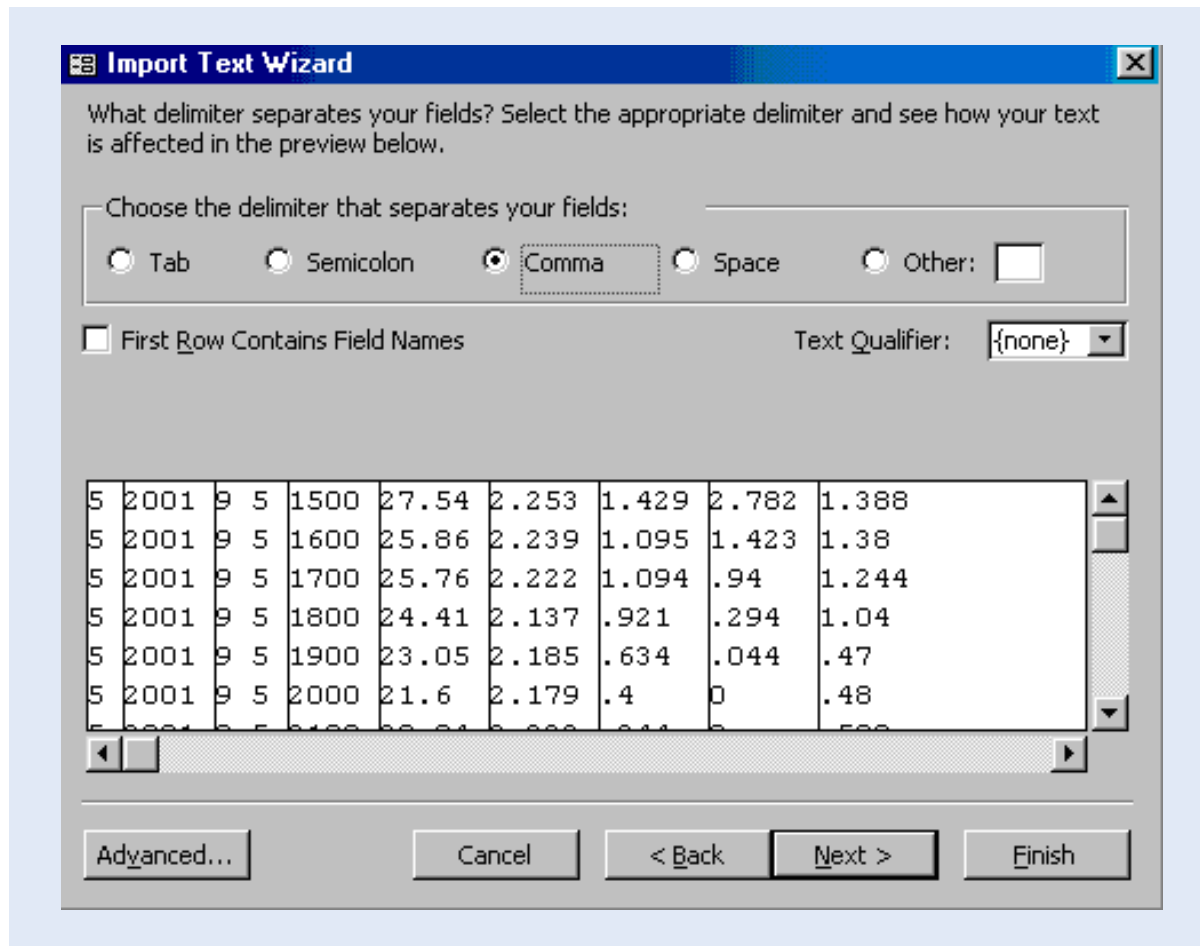 Import Text Wizard
What delimiter separates your fields? Select the appropriate delimiter and see how your text
is affected in the preview below.
Choose the delimiter that separates your fields:
Tab Semicolon Comma Space Other:
First Row Contains Field Names Text Qualifier: {none}
5 2001 9 5 1500 27.54 2.253 1.429 2.782 1.388
5 2001 9 5 1600 25.86 2.239 1.095 1.423 1.38
5 2001 9 5 1700 25.76 2.222 1.094 .94 1.244
5 2001 9 5 1800 24.41 2.137 .921 .294 1.04
5 2001 9 5 1900 23.05 2.185 .634 .044 .47
5 2001 9 5 2000 21.6 2.179 .4 0 .48
Advanced... Cancel < Back Next > Finish